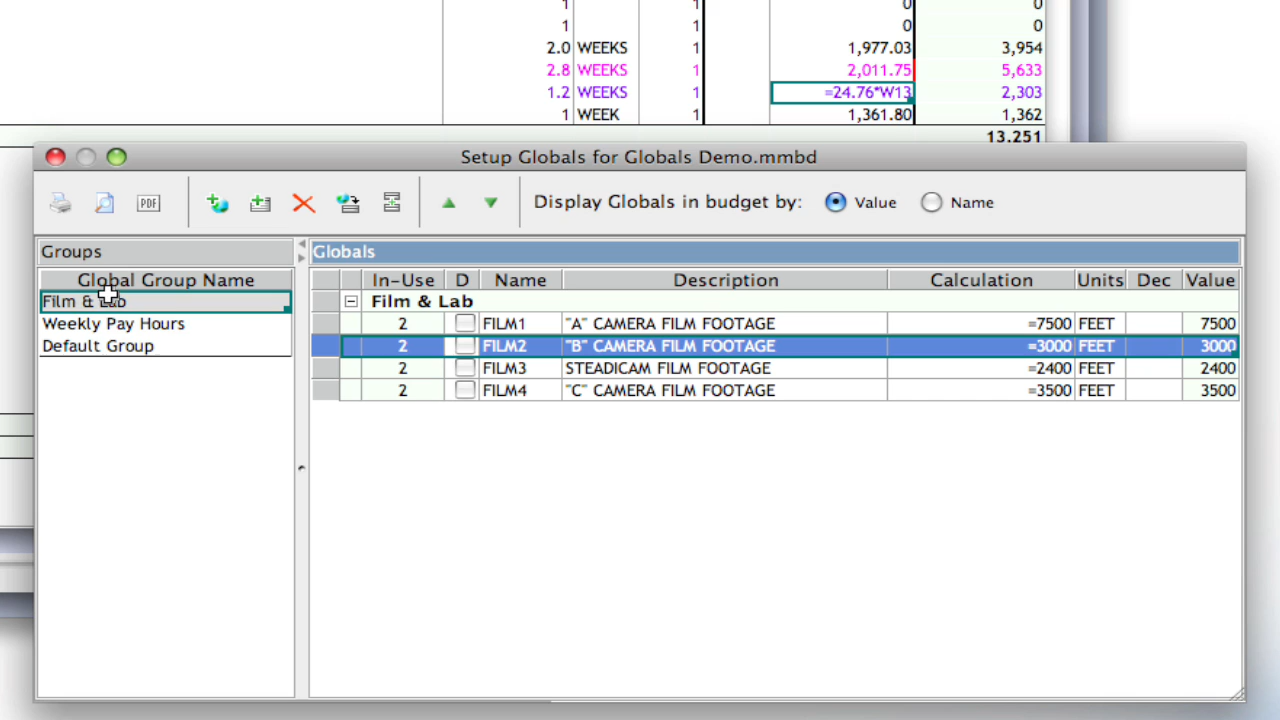 1 1 0 0
1 1 0 0
2.0 WEEKS 1 1,977.03 3,954
2.8 WEEKS 1 2,011.75 5,633
1.2 WEEKS 1 =24.76*W13 2,303
1 WEEK 1 1,361.80 1,362
13,251
Setup Globals for Globals Demo.mmbd
PDF Display Globals in budget by: Value Name
Groups
Global Group Name
Film & Lab
Weekly Pay Hours
Default Group
Globals
In-Use D Name Description Calculation Units Dec Value
Film & Lab
2 FILM1 "A" CAMERA FILM FOOTAGE =7500 FEET 7500
2 FILM2 "B" CAMERA FILM FOOTAGE =3000 FEET 3000
2 FILM3 STEADICAM FILM FOOTAGE =2400 FEET 2400
2 FILM4 "C" CAMERA FILM FOOTAGE =3500 FEET 3500